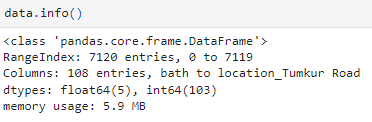 data.info()
<class 'pandas.core.frame.DataFrame'>
RangeIndex: 7120 entries, 0 to 7119
Columns: 108 entries, bath to location_Tumkur Road
dtypes: float64(5), int64(103)
memory usage: 5.9 MB